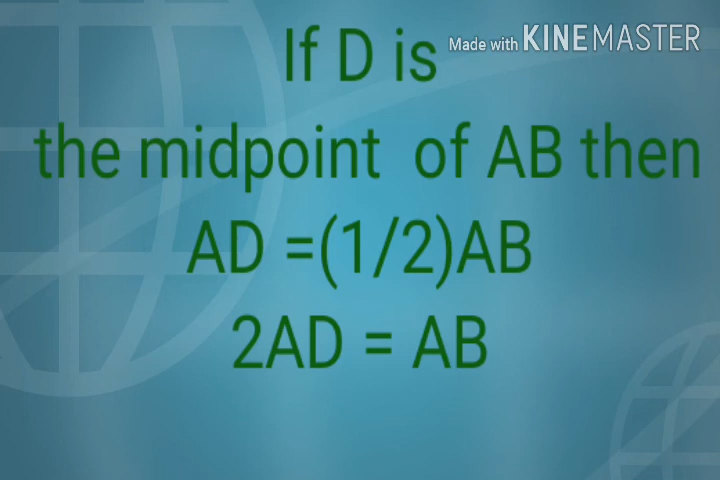 If D is
Made with KINEMASTER
the midpoint of AB then
AD =(1/2)AB
2AD = AB